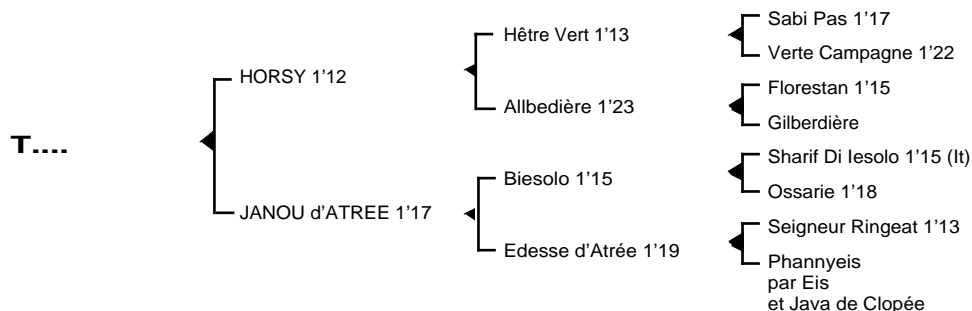 T....
HORSY 1’12
JANOU d’ATREE 1’17
Hêtre Vert 1’13
Allbedière 1’23
Biesolo 1’15
Edesse d’Atrée 1’19
Sabi Pas 1’17
Verte Campagne 1’22
Florestan 1’15
Gilberdière
Sharif Di Iesolo 1’15 (It)
Ossarie 1’18
Seigneur Ringeat 1’13
Phannyeis
par Eis
et Java de Clopée